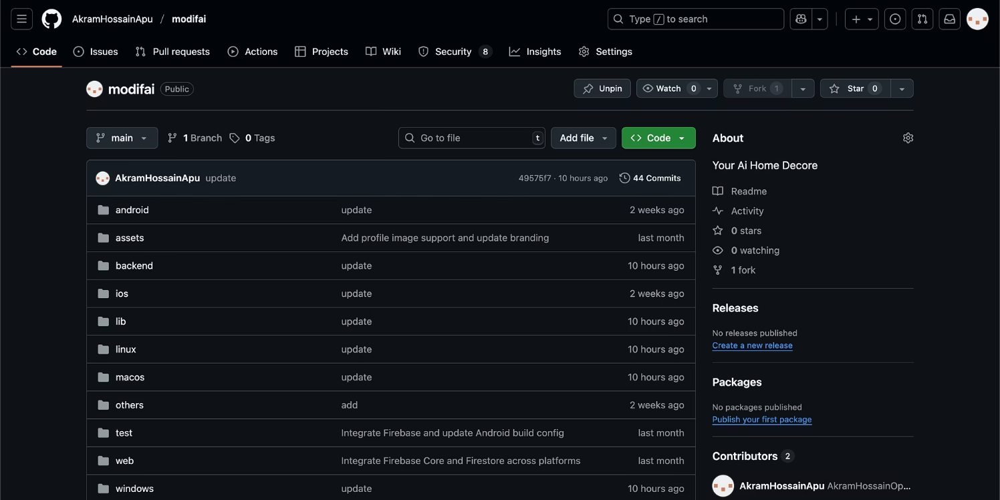 AkramHossainApu / modifai
Type / to search
Code Issues Pull requests Actions Projects Wiki Security 8 Insights Settings
modifai Public
Unpin Watch 0 Fork 1 Star 0
main 1 Branch 0 Tags Go to file t Add file Code
AkramHossainApu update 49575f7 · 10 hours ago 44 Commits
android update 2 weeks ago
assets Add profile image support and update branding last month
backend update 10 hours ago
ios update 2 weeks ago
lib update 10 hours ago
linux update 10 hours ago
macos update 10 hours ago
others add 2 weeks ago
test Integrate Firebase and update Android build config last month
web Integrate Firebase Core and Firestore across platforms last month
windows update 10 hours ago
About
Your Ai Home Decore
Readme
Activity
0 stars
0 watching
1 fork
Releases
No releases published
Create a new release
Packages
No packages published
Publish your first package
Contributors 2
AkramHossainApu AkramHossainOp...